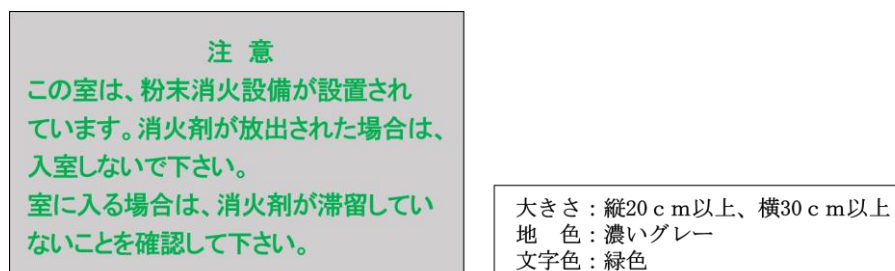 注 意
この室は、粉末消火設備が設置され
ています。消火剤が放出された場合は、
入室しないで下さい。
室に入る場合は、消火剤が滞留してい
ないことを確認して下さい。
大きさ：縦20ｃｍ以上、横30ｃｍ以上
地　色：濃いグレー
文字色：緑色